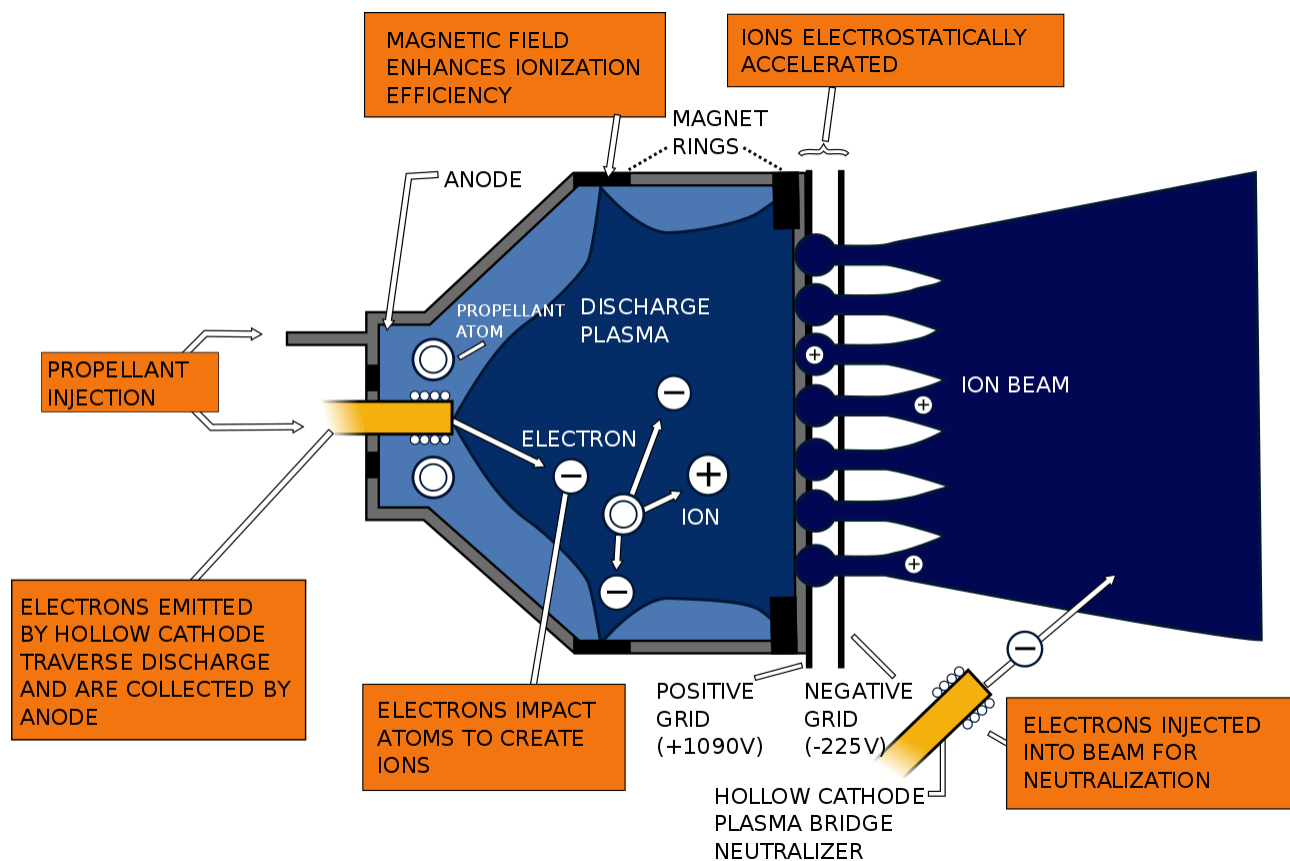 MAGNETIC FIELD
ENHANCES IONIZATION
EFFICIENCY
IONS ELECTROSTATICALLY
ACCELERATED
MAGNET
RINGS
ANODE
PROPELLANT
ATOM
DISCHARGE
PLASMA
PROPELLANT
INJECTION
ION BEAM
ELECTRON
ION
ELECTRONS EMITTED
BY HOLLOW CATHODE
TRAVERSE DISCHARGE
AND ARE COLLECTED BY
ANODE
ELECTRONS IMPACT
ATOMS TO CREATE
IONS
POSITIVE
GRID
(+1090V)
NEGATIVE
GRID
(-225V)
ELECTRONS INJECTED
INTO BEAM FOR
NEUTRALIZATION
HOLLOW CATHODE
PLASMA BRIDGE
NEUTRALIZER